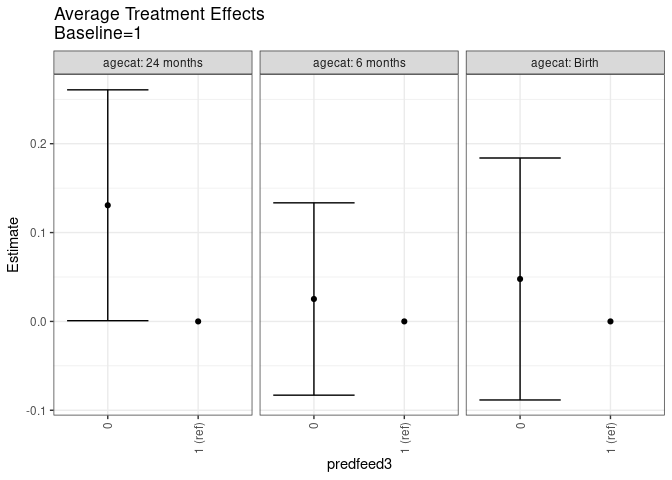 Average Treatment Effects
Baseline=1
agecat: 24 months
agecat: 6 months
agecat: Birth
Estimate
0.2
0.1
0.0
-0.1
0
1 (ref)
0
1 (ref)
0
1 (ref)
predfeed3